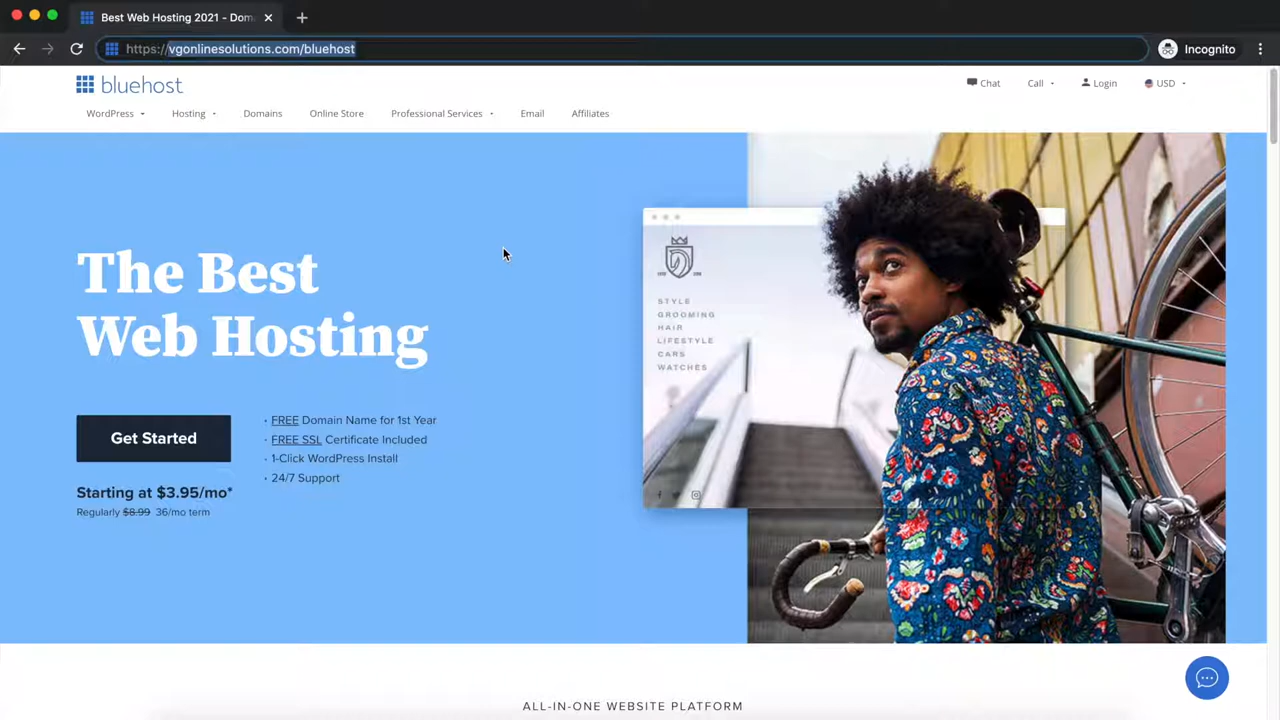 Best Web Hosting 2021 - Dom
https://vgonlinesolutions.com/bluehost
Incognito
bluehost
Chat
Call
Login
USD
WordPress
Hosting
Domains
Online Store
Professional Services
Email
Affiliates
The Best
Web Hosting
Get Started
Starting at $3.95/mo*
Regularly $8.99 36/mo term
· FREE Domain Name for 1st Year
· FREE SSL Certificate Included
· 1-Click WordPress Install
· 24/7 Support
STYLE
GROOMING
HAIR
LIFESTYLE
CARS
WATCHES
ALL-IN-ONE WEBSITE PLATFORM